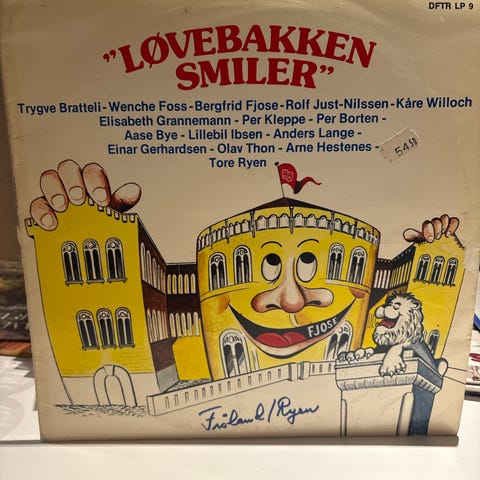 DFTR LP 9
"LØVEBAKKEN
SMILER"
Trygve Bratteli - Wenche Foss - Bergfrid Fjose - Rolf Just-Nilssen - Kåre Willoch
Elisabeth Grannemann - Per Kleppe - Per Borten -
Aase Bye - Lillebil Ibsen - Anders Lange -
Einar Gerhardsen - Olav Thon - Arne Hestenes -
Tore Ryen
FJOSE
Frøland/Ryen